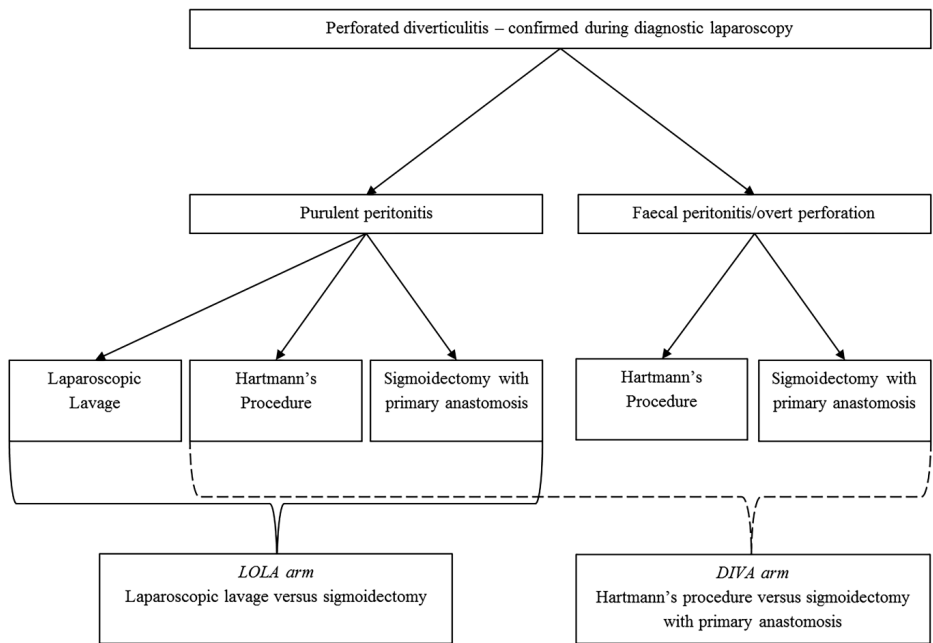 Perforated diverticulitis – confirmed during diagnostic laparoscopy
Purulent peritonitis
Faecal peritonitis/overt perforation
Laparoscopic
Lavage
Hartmann’s
Procedure
Sigmoidectomy with
primary anastomosis
Hartmann’s
Procedure
Sigmoidectomy with
primary anastomosis
LOLA arm
Laparoscopic lavage versus sigmoidectomy
DIVA arm
Hartmann’s procedure versus sigmoidectomy
with primary anastomosis